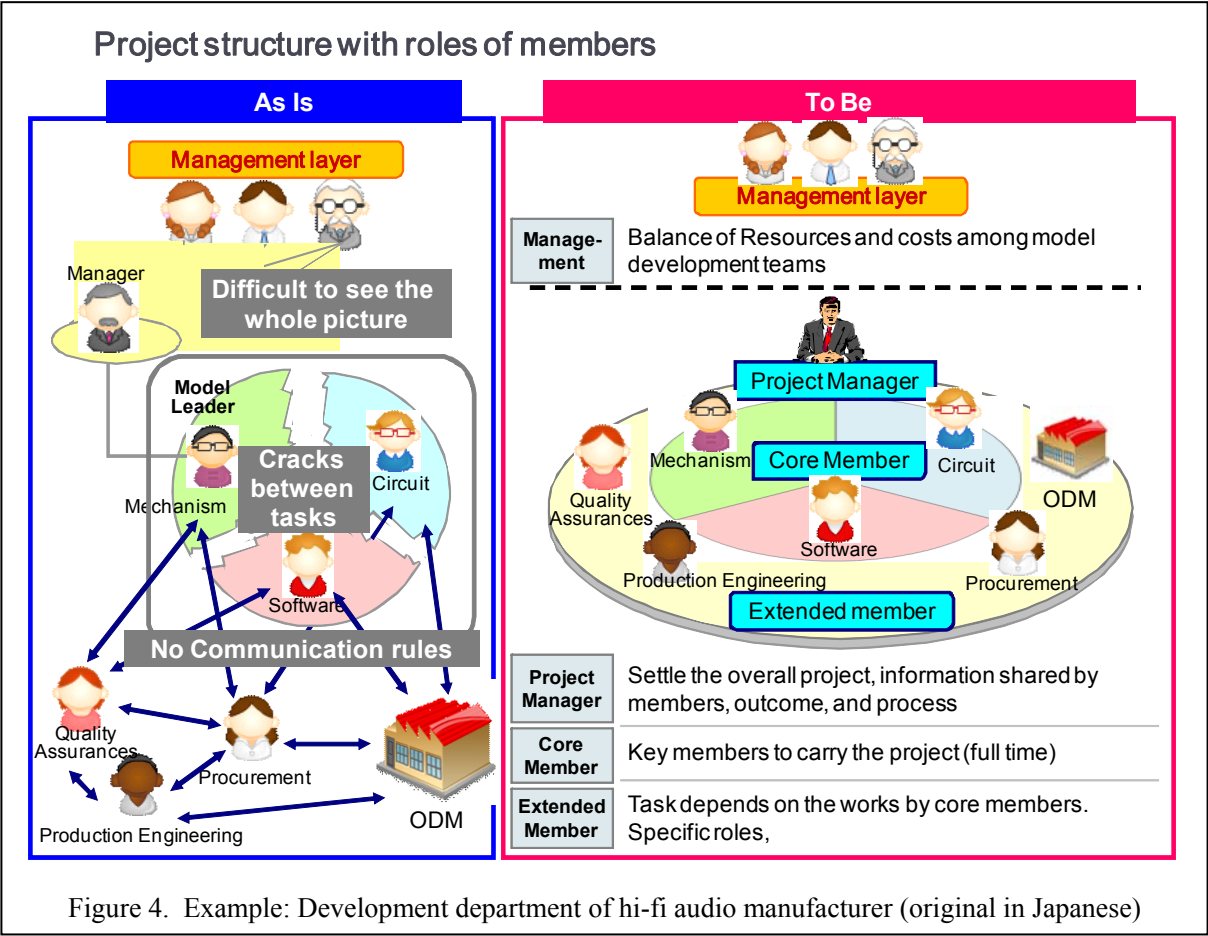 Project structure with roles of members
As Is
Management layer
Manager
Difficult to see the
whole picture
Model
Leader
Cracks
between
tasks
Mechanism
Circuit
Software
No Communication rules
Quality
Assurances
Procurement
Production Engineering
ODM
To Be
Management layer
Manage-
ment
Balance of Resources and costs among model
development teams
Project Manager
Mechanism
Core Member
Circuit
Quality
Assurances
ODM
Software
Production Engineering
Procurement
Extended member
Project
Manager
Settle the overall project, information shared by
members, outcome, and process
Core
Member
Key members to carry the project (full time)
Extended
Member
Task depends on the works by core members.
Specific roles,
Figure 4. Example: Development department of hi-fi audio manufacturer (original in Japanese)